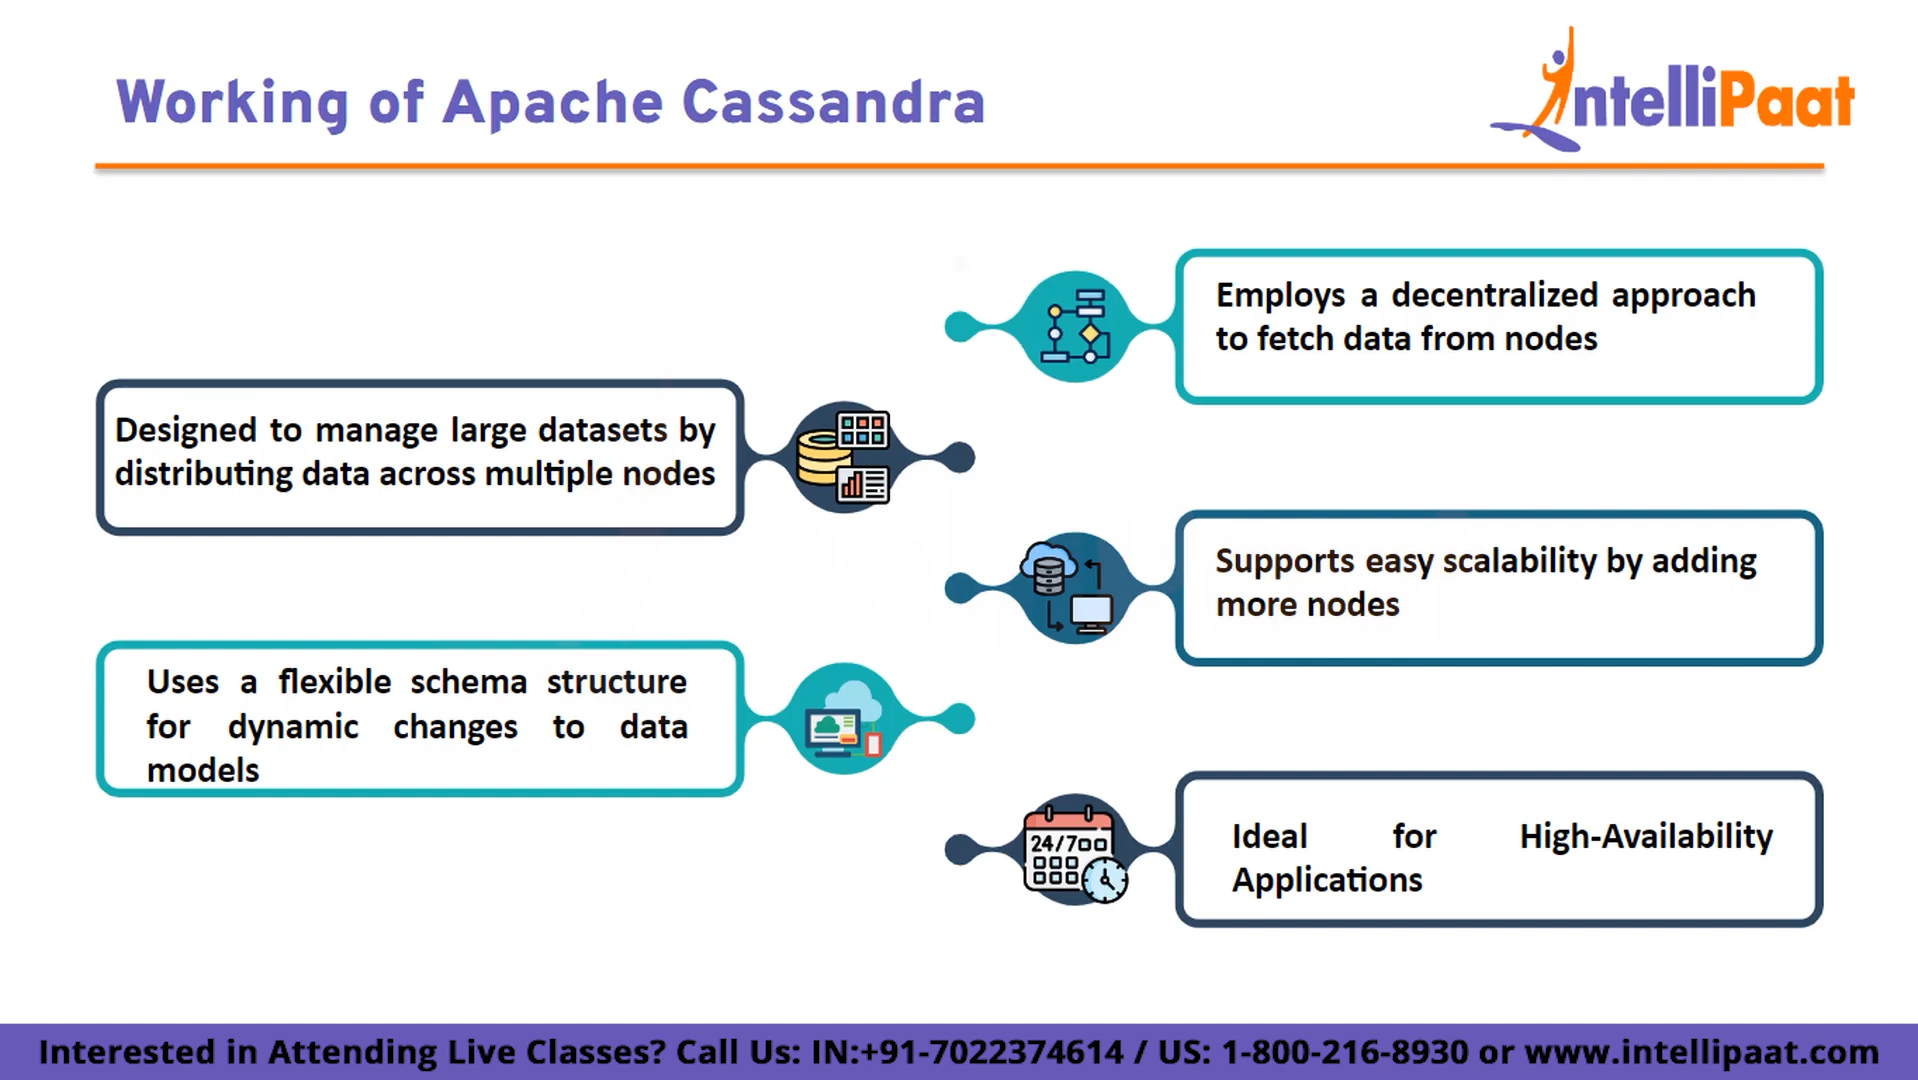 Working of Apache Cassandra
IntelliPaat
Employs a decentralized approach
to fetch data from nodes
Designed to manage large datasets by
distributing data across multiple nodes
Supports easy scalability by adding
more nodes
Uses a flexible schema structure
for dynamic changes to data
models
24/7
Ideal for High-Availability
Applications
Interested in Attending Live Classes? Call Us: IN:+91-7022374614 / US: 1-800-216-8930 or www.intellipaat.com